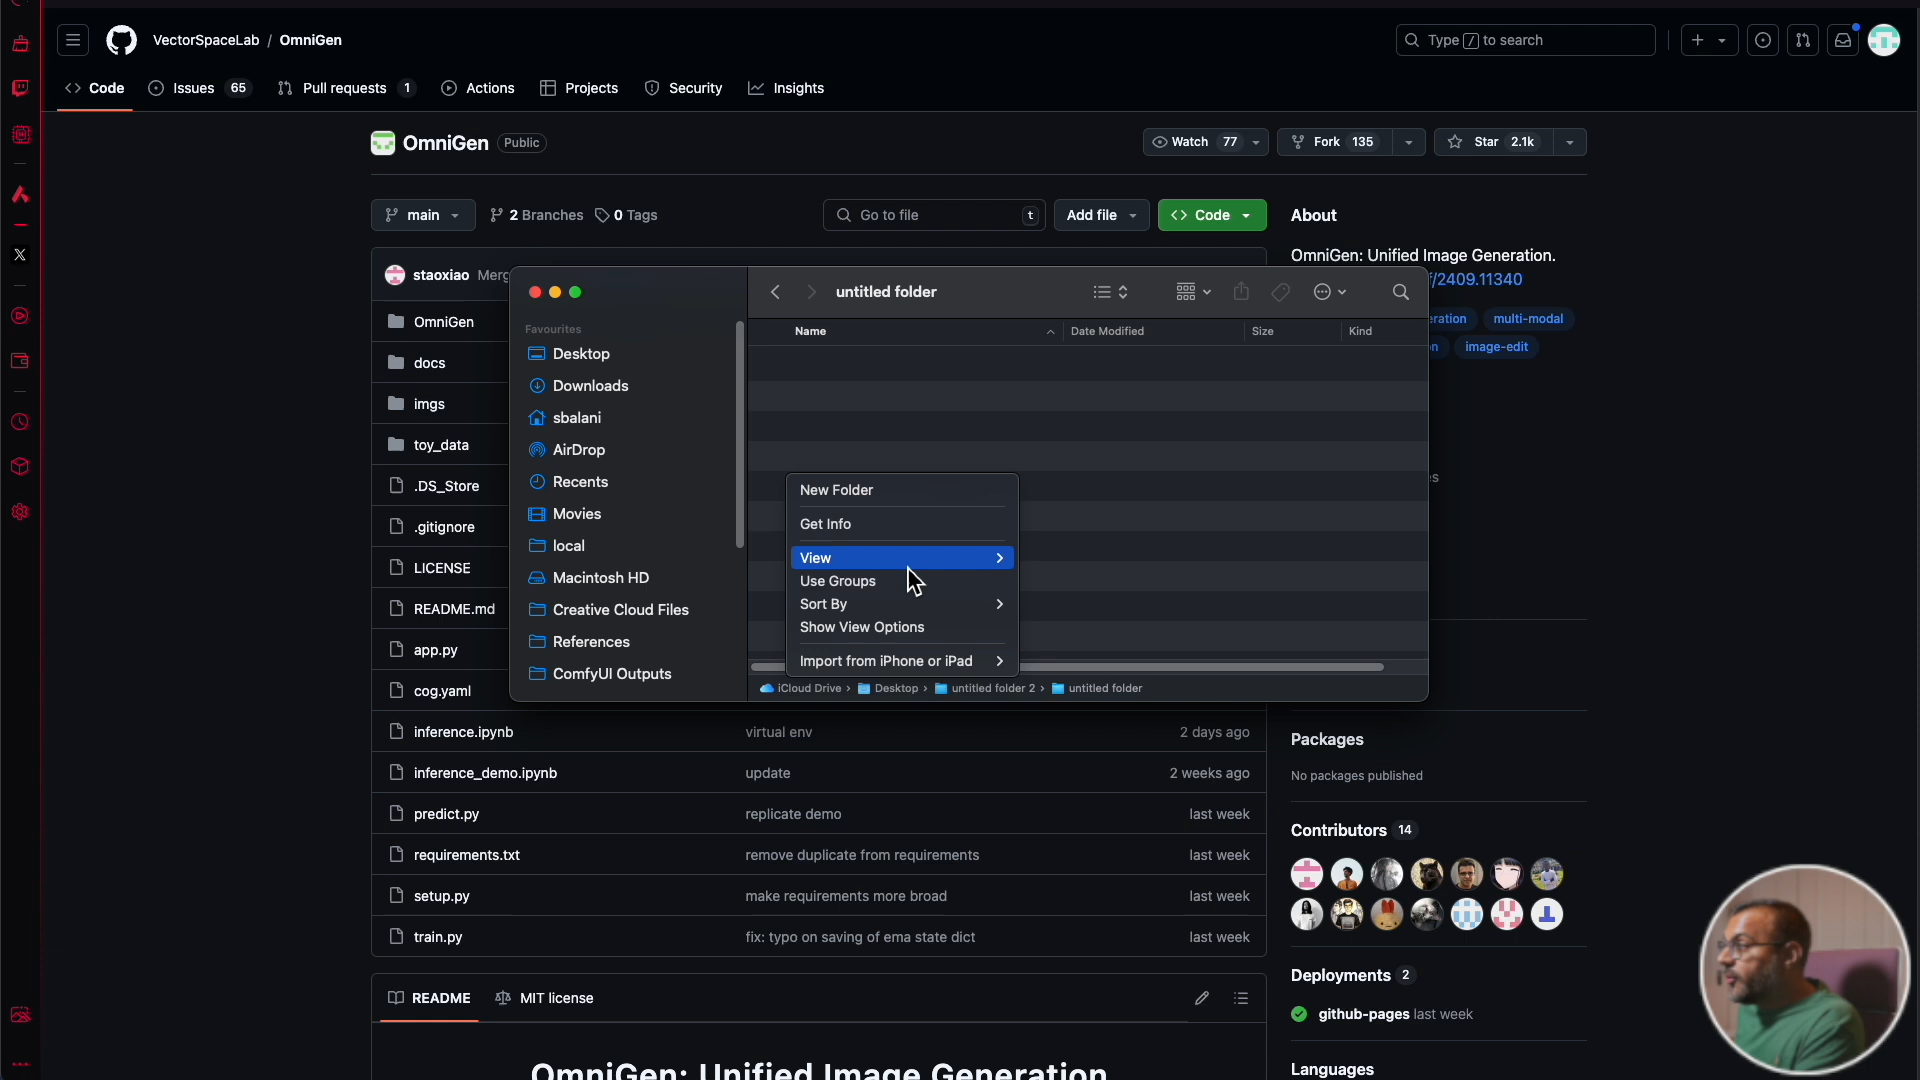 VectorSpaceLab / OmniGen
Type / to search
Code
Issues 65
Pull requests 1
Actions
Projects
Security
Insights
OmniGen Public
Watch 77
Fork 135
Star 2.1k
main
2 Branches
0 Tags
Go to file t
Add file
Code
About
OmniGen: Unified Image Generation.
/2409.11340
multi-modal
image-edit
staoxiao
OmniGen
docs
imgs
toy_data
.DS_Store
.gitignore
LICENSE
README.md
app.py
cog.yaml
inference.ipynb virtual env 2 days ago
inference_demo.ipynb update 2 weeks ago
predict.py replicate demo last week
requirements.txt remove duplicate from requirements last week
setup.py make requirements more broad last week
train.py fix: typo on saving of ema state dict last week
untitled folder
Favourites
Desktop
Downloads
sbalani
AirDrop
Recents
Movies
local
Macintosh HD
Creative Cloud Files
References
ComfyUI Outputs
Name Date Modified Size Kind
New Folder
Get Info
View
Use Groups
Sort By
Show View Options
Import from iPhone or iPad
iCloud Drive › Desktop › untitled folder 2 › untitled folder
Packages
No packages published
Contributors 14
Deployments 2
github-pages last week
Languages
README
MIT license
OmniGen: Unified Image Generation